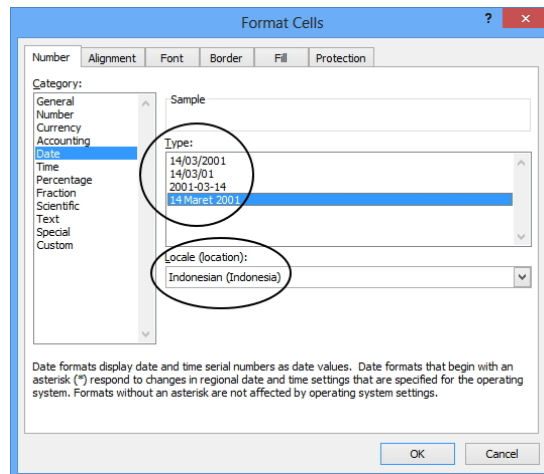 Format Cells
?
Number
Alignment
Font
Border
Fill
Protection
Category:
General
Number
Currency
Accounting
Date
Time
Percentage
Fraction
Scientific
Text
Special
Custom
Sample
Type:
14/03/2001
14/03/01
2001-03-14
14 Maret 2001
Locale (location):
Indonesian (Indonesia)
Date formats display date and time serial numbers as date values. Date formats that begin with an
asterisk (*) respond to changes in regional date and time settings that are specified for the operating
system. Formats without an asterisk are not affected by operating system settings.
OK
Cancel